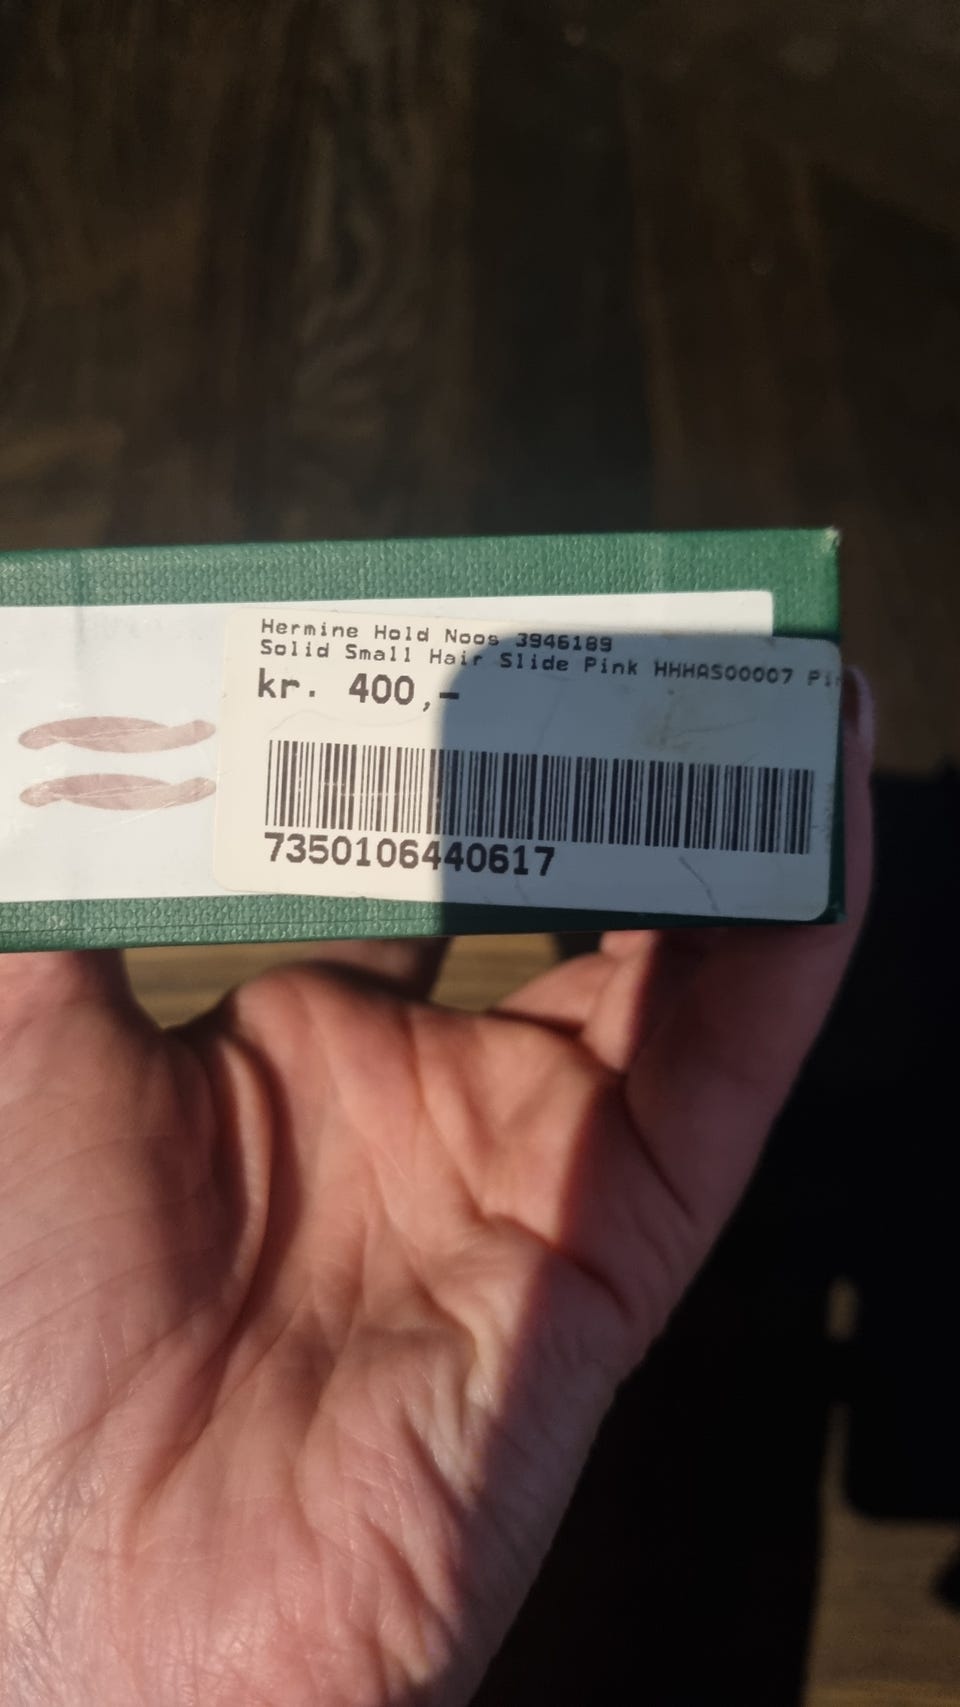 Hermine Hold Noos 3946189
Solid Small Hair Slide Pink HHHAS00007
kr. 400,-
7350106440617